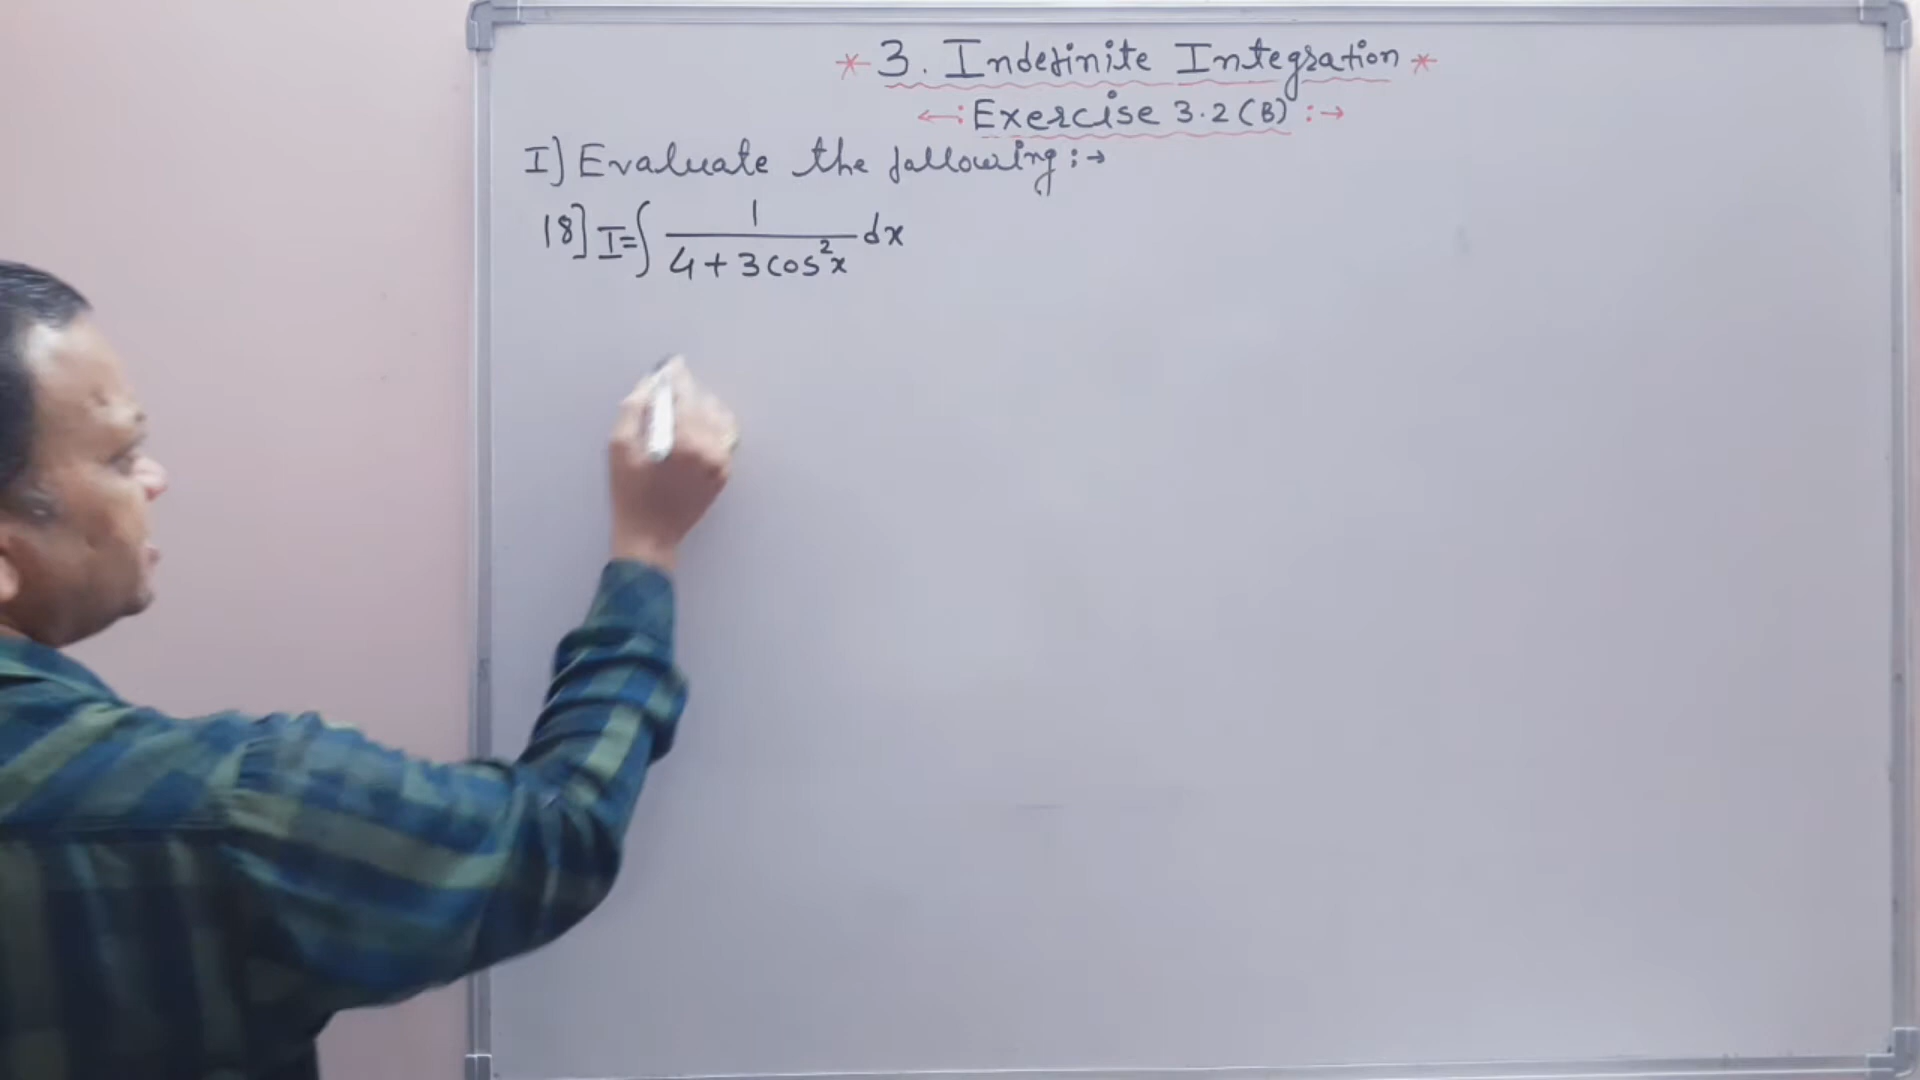 * 3. Indefinite Integration *
←: Exercise 3.2 (B) :→
I] Evaluate the following :→
18] I = ∫ 1/(4 + 3cos²x) dx